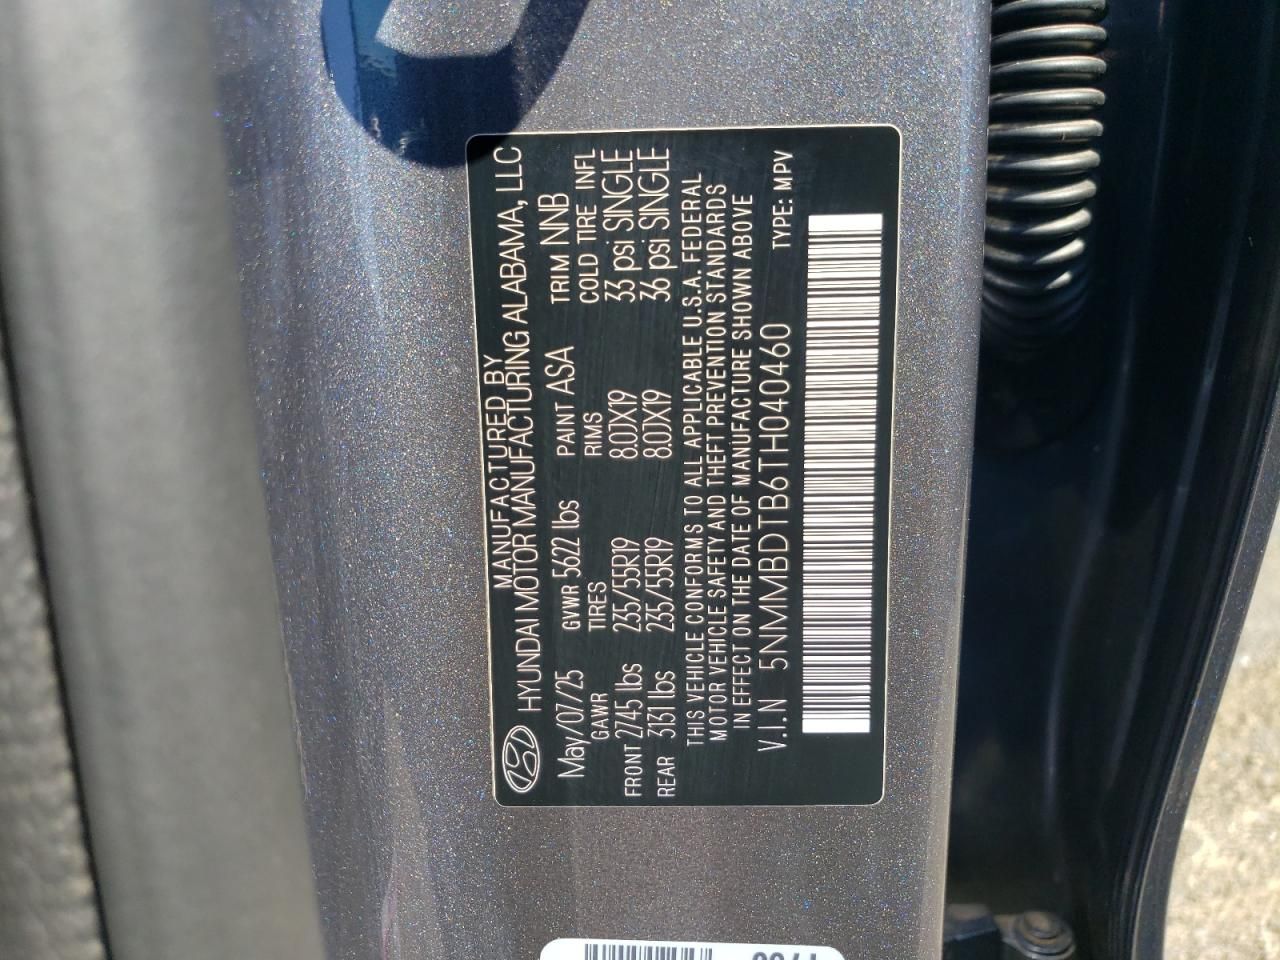 MANUFACTURED BY
HYUNDAI MOTOR MANUFACTURING ALABAMA, LLC
May/07/25 GVWR 5622 lbs PAINT ASA TRIM NNB
GAWR TIRES RIMS COLD TIRE INFL
FRONT 2745 lbs 235/55R19 8.0JX19 33 psi SINGLE
REAR 3131 lbs 235/55R19 8.0JX19 36 psi SINGLE
THIS VEHICLE CONFORMS TO ALL APPLICABLE U.S.A. FEDERAL
MOTOR VEHICLE SAFETY AND THEFT PREVENTION STANDARDS
IN EFFECT ON THE DATE OF MANUFACTURE SHOWN ABOVE
V.I.N 5NMMBDTB6TH040460 TYPE: MPV